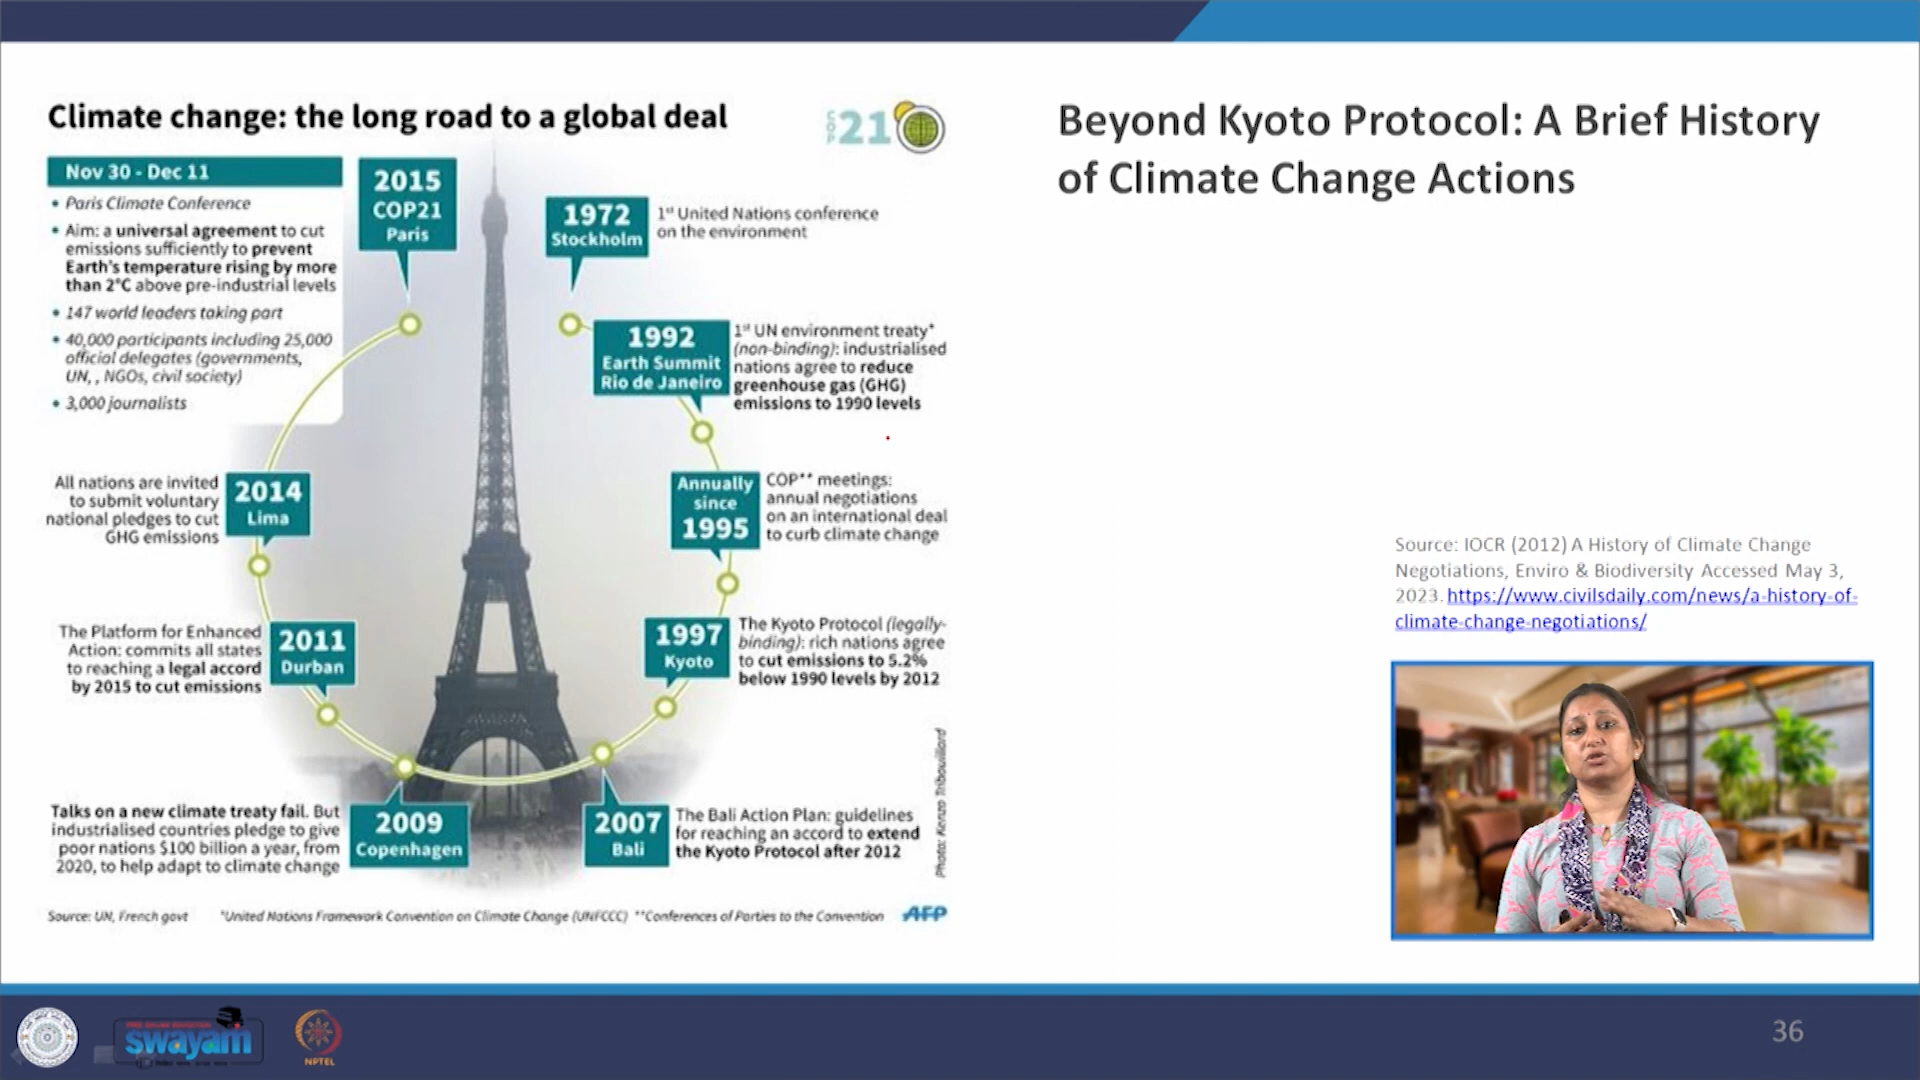 Climate change: the long road to a global deal
COP 21
Beyond Kyoto Protocol: A Brief History
of Climate Change Actions
Nov 30 - Dec 11
• Paris Climate Conference
• Aim: a universal agreement to cut
emissions sufficiently to prevent
Earth's temperature rising by more
than 2°C above pre-industrial levels
• 147 world leaders taking part
• 40,000 participants including 25,000
official delegates (governments,
UN, , NGOs, civil society)
• 3,000 journalists
2015
COP21
Paris
1972
Stockholm
1st United Nations conference
on the environment
1992
Earth Summit
Rio de Janeiro
1st UN environment treaty*
(non-binding): industrialised
nations agree to reduce
greenhouse gas (GHG)
emissions to 1990 levels
All nations are invited
to submit voluntary
national pledges to cut
GHG emissions
2014
Lima
Annually
since
1995
COP** meetings:
annual negotiations
on an international deal
to curb climate change
The Platform for Enhanced
Action: commits all states
to reaching a legal accord
by 2015 to cut emissions
2011
Durban
1997
Kyoto
The Kyoto Protocol (legally-
binding): rich nations agree
to cut emissions to 5.2%
below 1990 levels by 2012
Talks on a new climate treaty fail. But
industrialised countries pledge to give
poor nations $100 billion a year, from
2020, to help adapt to climate change
2009
Copenhagen
2007
Bali
The Bali Action Plan: guidelines
for reaching an accord to extend
the Kyoto Protocol after 2012
Photo: Kenzo Tribouillard
Source: UN, French govt
*United Nations Framework Convention on Climate Change (UNFCCC) **Conferences of Parties to the Convention
AFP
Source: IOCR (2012) A History of Climate Change
Negotiations, Enviro & Biodiversity Accessed May 3,
2023. https://www.civilsdaily.com/news/a-history-of-
climate-change-negotiations/
FREE ONLINE EDUCATION
swayam
NPTEL
36